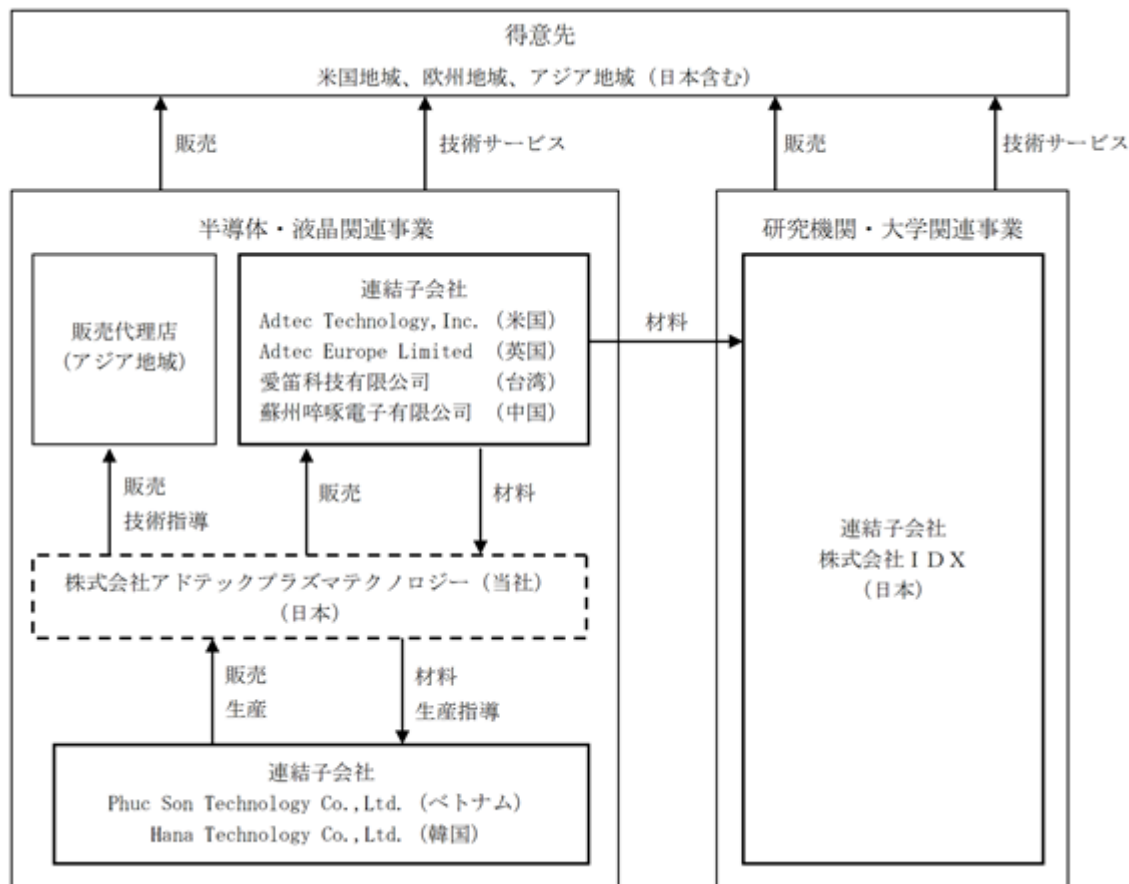 得意先
米国地域、欧州地域、アジア地域（日本含む）
販売
技術サービス
販売
技術サービス
半導体・液晶関連事業
研究機関・大学関連事業
販売代理店
（アジア地域）
連結子会社
Adtec Technology,Inc.（米国）
Adtec Europe Limited （英国）
愛笛科技有限公司 （台湾）
蘇州啐啄電子有限公司 （中国）
材料
連結子会社
株式会社ＩＤＸ
（日本）
販売
技術指導
販売
材料
株式会社アドテックプラズマテクノロジー（当社）
（日本）
販売
生産
材料
生産指導
連結子会社
Phuc Son Technology Co.,Ltd.（ベトナム）
Hana Technology Co.,Ltd.（韓国）